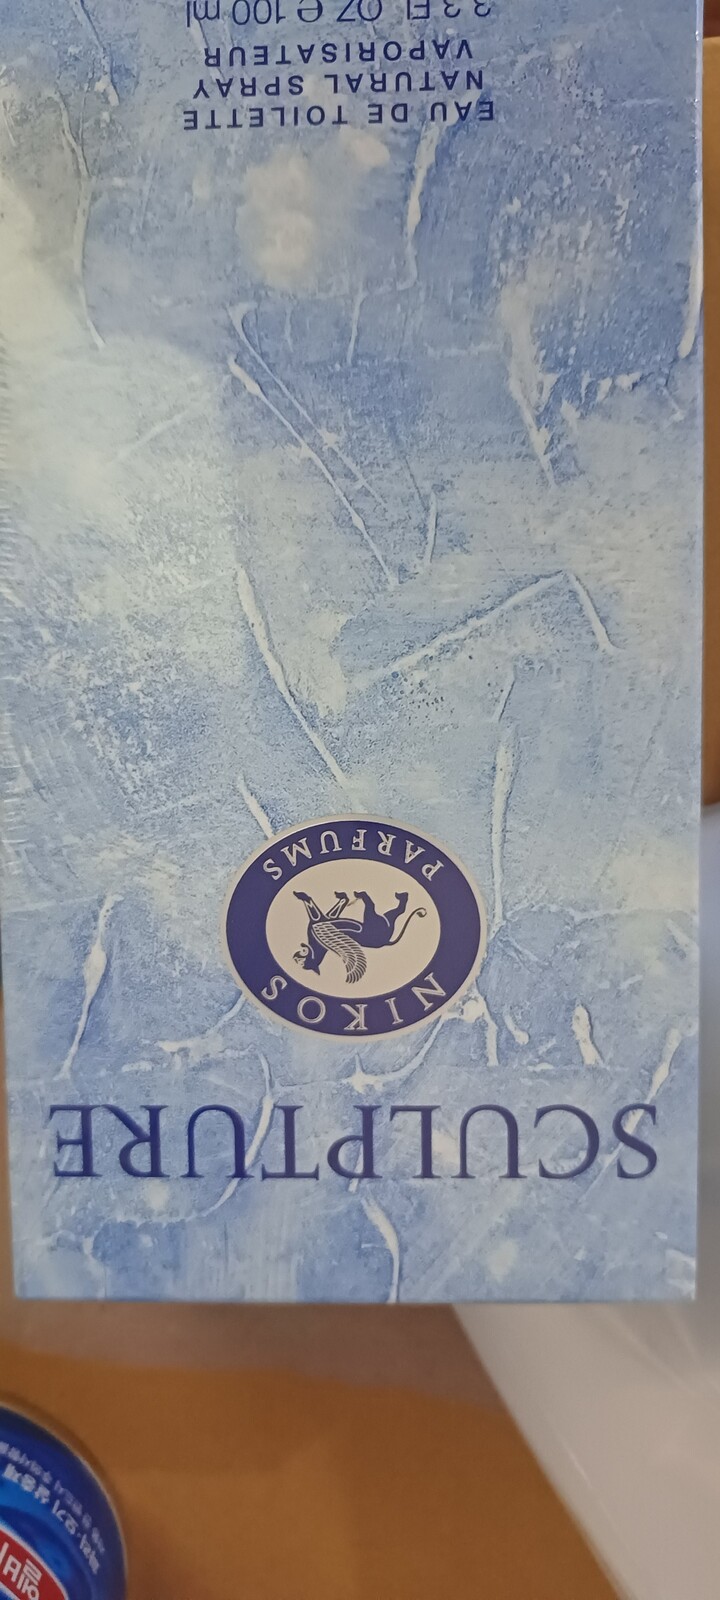 SCULPTURE
NIKOS
PARFUMS
EAU DE TOILETTE
NATURAL SPRAY
VAPORISATEUR
3.3 Fl. OZ e 100 ml